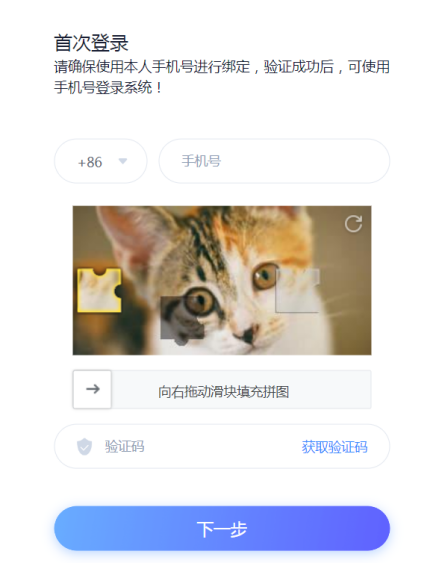 首次登录
请确保使用本人手机号进行绑定，验证成功后，可使用
手机号登录系统！
+86
手机号
向右拖动滑块填充拼图
验证码
获取验证码
下一步